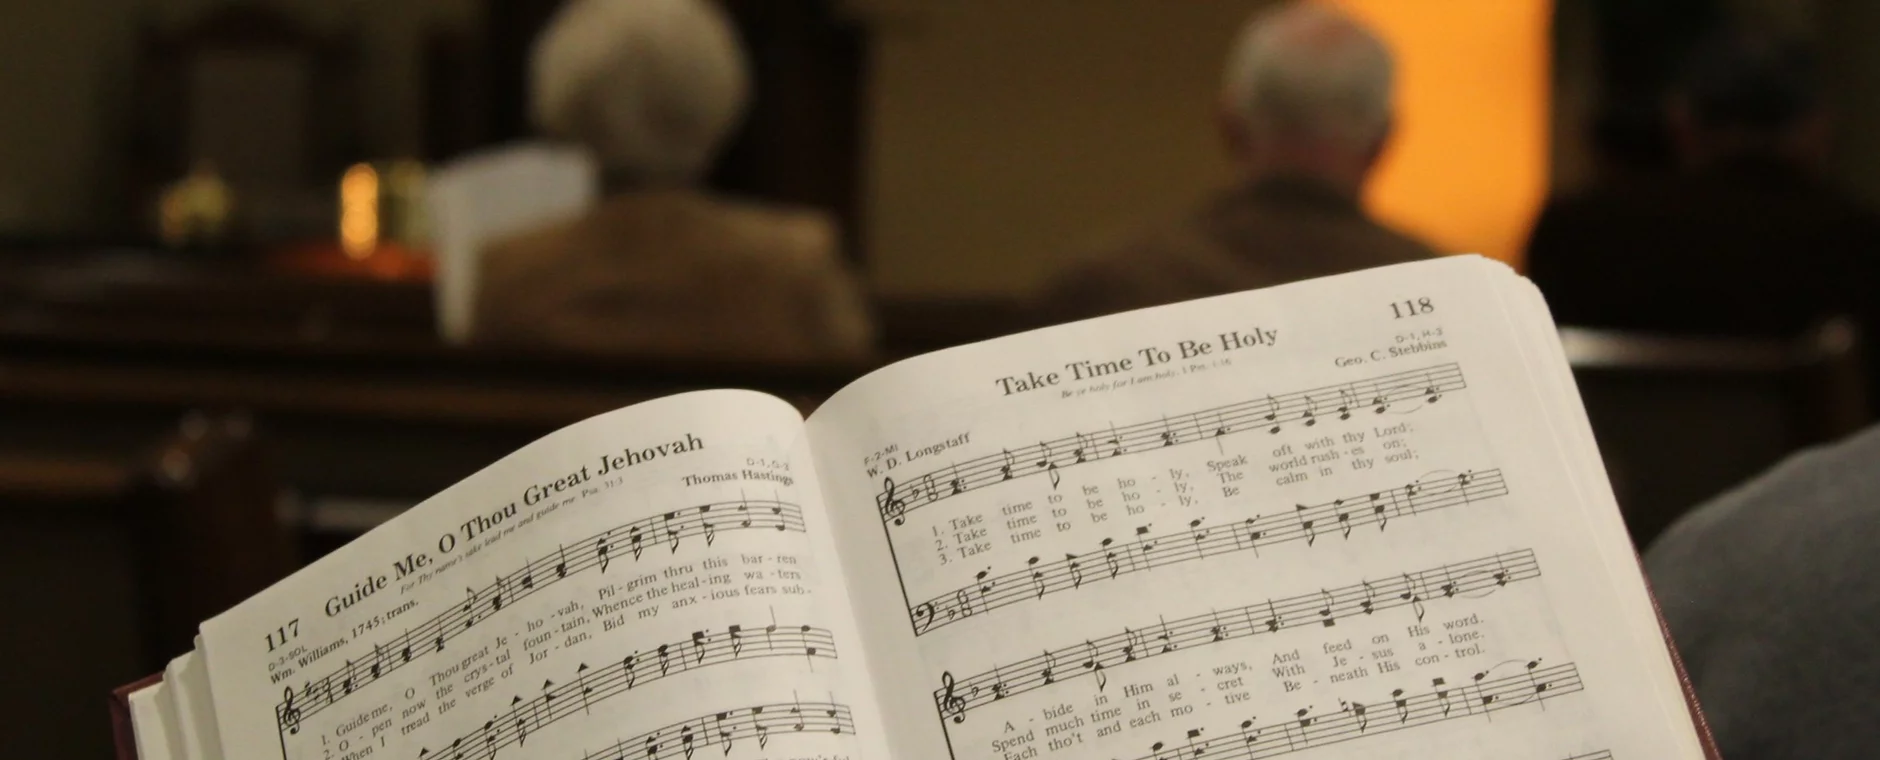 117
Guide Me, O Thou Great Jehovah
For Thy name's sake lead me and guide me. Psa. 31:3
D-3-SOL
Wm. Williams, 1745; trans.
D-1, G-2
Thomas Hastings
1. Guide me, O Thou great Je - ho - vah, Pil - grim thru this bar - ren
2. O - pen now the crys - tal foun - tain, Whence the heal - ing wa - ters
When I tread the verge of Jor - dan, Bid my anx - ious fears sub -
118
Take Time To Be Holy
Be ye holy for I am holy. 1 Pet. 1:16
F-2-MI
W. D. Longstaff
D-1, H-3
Geo. C. Stebbins
1. Take time to be ho - ly, Speak oft with thy Lord;
2. Take time to be ho - ly, The world rush - es on;
3. Take time to be ho - ly, Be calm in thy soul;
A - bide in Him al - ways, And feed on His word.
Spend much time in se - cret With Je - sus a - lone.
Each tho't and each mo - tive Be - neath His con - trol.